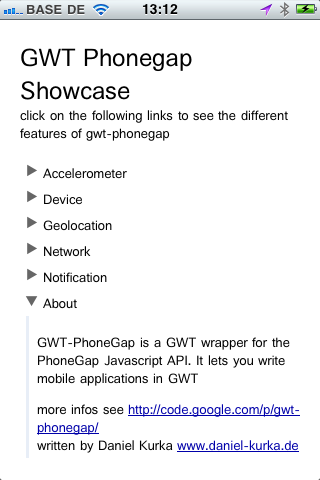 BASE DE 13:12
GWT Phonegap
Showcase
click on the following links to see the different
features of gwt-phonegap
Accelerometer
Device
Geolocation
Network
Notification
About
GWT-PhoneGap is a GWT wrapper for the
PhoneGap Javascript API. It lets you write
mobile applications in GWT
more infos see http://code.google.com/p/gwt-
phonegap/
written by Daniel Kurka www.daniel-kurka.de